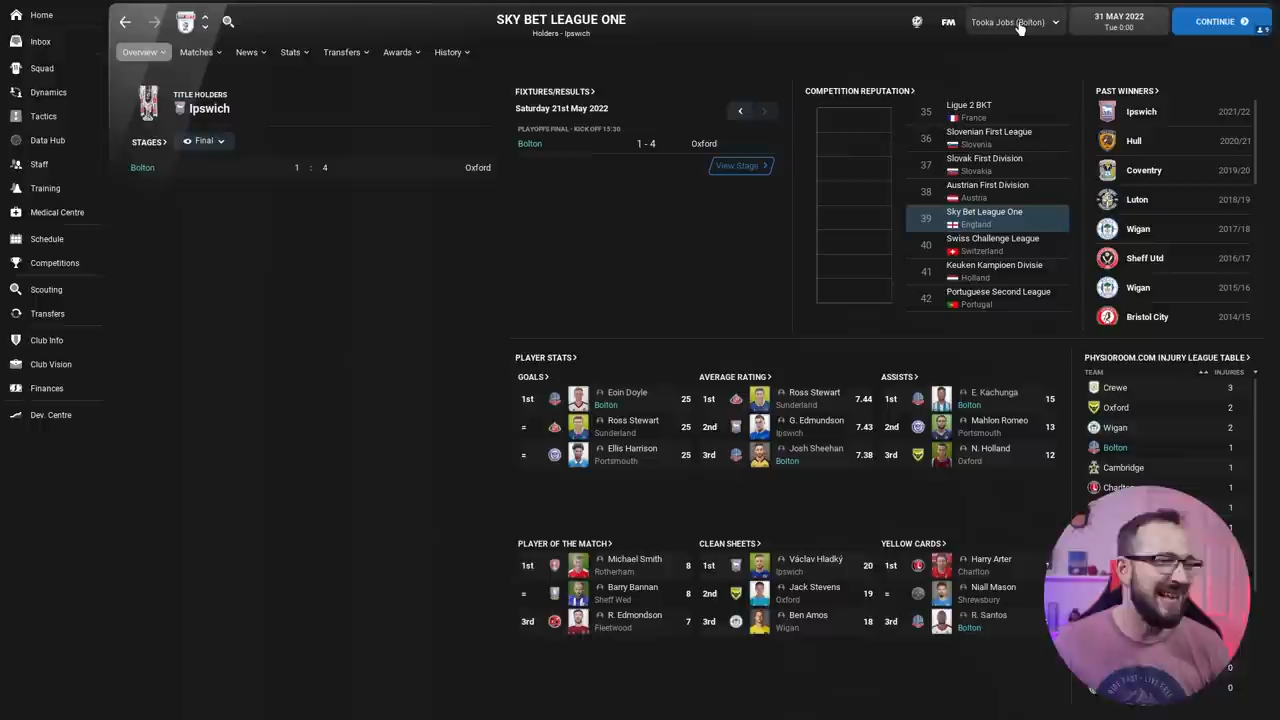 Home
Inbox
Squad
Dynamics
Tactics
Data Hub
Staff
Training
Medical Centre
Schedule
Competitions
Scouting
Transfers
Club Info
Club Vision
Finances
Dev. Centre
SKY BET LEAGUE ONE
Holders - Ipswich
FM
Tooka Jobs (Bolton)
31 MAY 2022
Tue 0:00
CONTINUE
Overview
Matches
News
Stats
Transfers
Awards
History
TITLE HOLDERS
Ipswich
STAGES
Final
Bolton 1 : 4 Oxford
FIXTURES/RESULTS
Saturday 21st May 2022
PLAYOFFS FINAL - KICK OFF 15:30
Bolton 1 - 4 Oxford
View Stage
COMPETITION REPUTATION
35 Ligue 2 BKT
France
36 Slovenian First League
Slovenia
37 Slovak First Division
Slovakia
38 Austrian First Division
Austria
39 Sky Bet League One
England
40 Swiss Challenge League
Switzerland
41 Keuken Kampioen Divisie
Holland
42 Portuguese Second League
Portugal
PAST WINNERS
Ipswich 2021/22
Hull 2020/21
Coventry 2019/20
Luton 2018/19
Wigan 2017/18
Sheff Utd 2016/17
Wigan 2015/16
Bristol City 2014/15
PLAYER STATS
GOALS
1st Eoin Doyle 25
Bolton
= Ross Stewart 25
Sunderland
= Ellis Harrison 25
Portsmouth
AVERAGE RATING
1st Ross Stewart 7.44
Sunderland
2nd G. Edmundson 7.43
Ipswich
3rd Josh Sheehan 7.38
Bolton
ASSISTS
1st E. Kachunga 15
Bolton
2nd Mahlon Romeo 13
Portsmouth
3rd N. Holland 12
Oxford
PLAYER OF THE MATCH
1st Michael Smith 8
Rotherham
= Barry Bannan 8
Sheff Wed
3rd R. Edmondson 7
Fleetwood
CLEAN SHEETS
1st Václav Hladký 20
Ipswich
2nd Jack Stevens 19
Oxford
3rd Ben Amos 18
Wigan
YELLOW CARDS
1st Harry Arter
Charlton
= Niall Mason
Shrewsbury
3rd R. Santos
Bolton
PHYSIOROOM.COM INJURY LEAGUE TABLE
TEAM INJURIES
Crewe 3
Oxford 2
Wigan 2
Bolton 1
Cambridge 1
Charlton 1
1
0
0